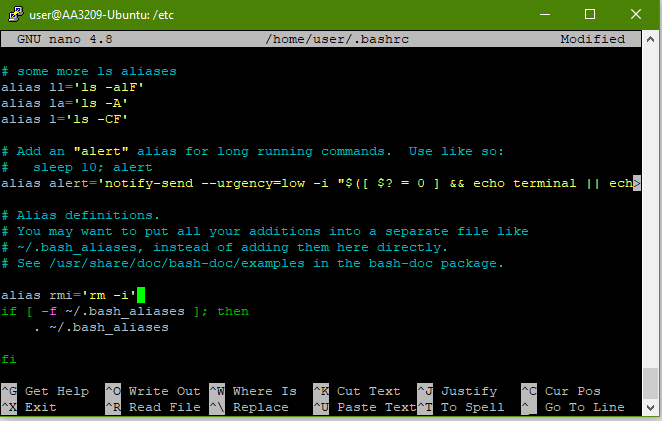 user@AA3209-Ubuntu: /etc
GNU nano 4.8 /home/user/.bashrc Modified
# some more ls aliases
alias ll='ls -alF'
alias la='ls -A'
alias l='ls -CF'
# Add an "alert" alias for long running commands.  Use like so:
#   sleep 10; alert
alias alert='notify-send --urgency=low -i "$([ $? = 0 ] && echo terminal || ech>
# Alias definitions.
# You may want to put all your additions into a separate file like
# ~/.bash_aliases, instead of adding them here directly.
# See /usr/share/doc/bash-doc/examples in the bash-doc package.
alias rmi='rm -i'
if [ -f ~/.bash_aliases ]; then
    . ~/.bash_aliases
fi
^G Get Help ^O Write Out ^W Where Is ^K Cut Text ^J Justify ^C Cur Pos
^X Exit ^R Read File ^\ Replace ^U Paste Text ^T To Spell ^_ Go To Line